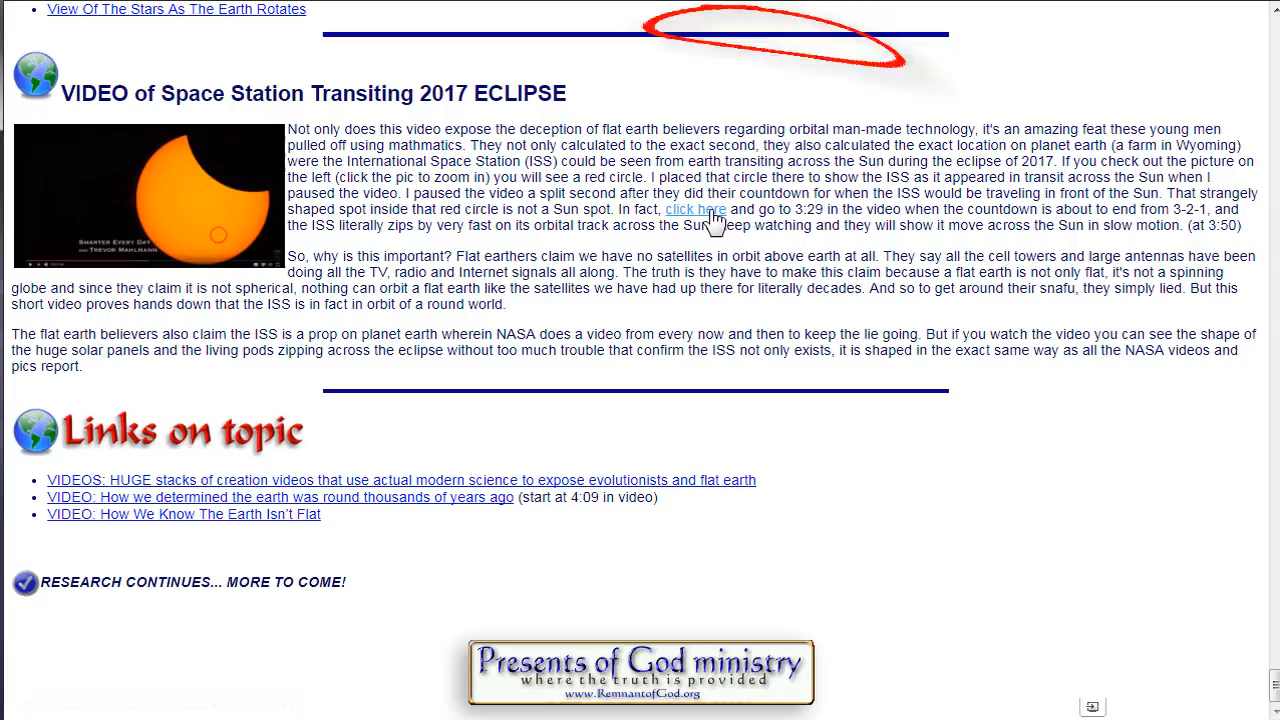 View Of The Stars As The Earth Rotates
VIDEO of Space Station Transiting 2017 ECLIPSE
Not only does this video expose the deception of flat earth believers regarding orbital man-made technology, it's an amazing feat these young men
pulled off using mathmatics. They not only calculated to the exact second, they also calculated the exact location on planet earth (a farm in Wyoming)
were the International Space Station (ISS) could be seen from earth transiting across the Sun during the eclipse of 2017. If you check out the picture on
the left (click the pic to zoom in) you will see a red circle. I placed that circle there to show the ISS as it appeared in transit across the Sun when I
paused the video. I paused the video a split second after they did their countdown for when the ISS would be traveling in front of the Sun. That strangely
shaped spot inside that red circle is not a Sun spot. In fact, click here and go to 3:29 in the video when the countdown is about to end from 3-2-1, and
the ISS literally zips by very fast on its orbital track across the Sun. eep watching and they will show it move across the Sun in slow motion. (at 3:50)
SMARTER EVERY DAY
AND TREVOR MAHLMANN
So, why is this important? Flat earthers claim we have no satellites in orbit above earth at all. They say all the cell towers and large antennas have been
doing all the TV, radio and Internet signals all along. The truth is they have to make this claim because a flat earth is not only flat, it's not a spinning
globe and since they claim it is not spherical, nothing can orbit a flat earth like the satellites we have had up there for literally decades. And so to get around their snafu, they simply lied. But this
short video proves hands down that the ISS is in fact in orbit of a round world.
The flat earth believers also claim the ISS is a prop on planet earth wherein NASA does a video from every now and then to keep the lie going. But if you watch the video you can see the shape of
the huge solar panels and the living pods zipping across the eclipse without too much trouble that confirm the ISS not only exists, it is shaped in the exact same way as all the NASA videos and
pics report.
Links on topic
VIDEOS: HUGE stacks of creation videos that use actual modern science to expose evolutionists and flat earth
VIDEO: How we determined the earth was round thousands of years ago (start at 4:09 in video)
VIDEO: How We Know The Earth Isn't Flat
RESEARCH CONTINUES... MORE TO COME!
Presents of God ministry
where the truth is provided
www.RemnantofGod.org